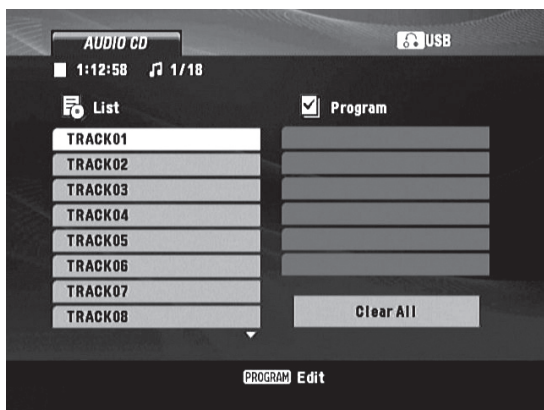 AUDIO CD
USB
1:12:58 1/18
List
Program
TRACK01
TRACK02
TRACK03
TRACK04
TRACK05
TRACK06
TRACK07
TRACK08
Clear All
PROGRAM Edit